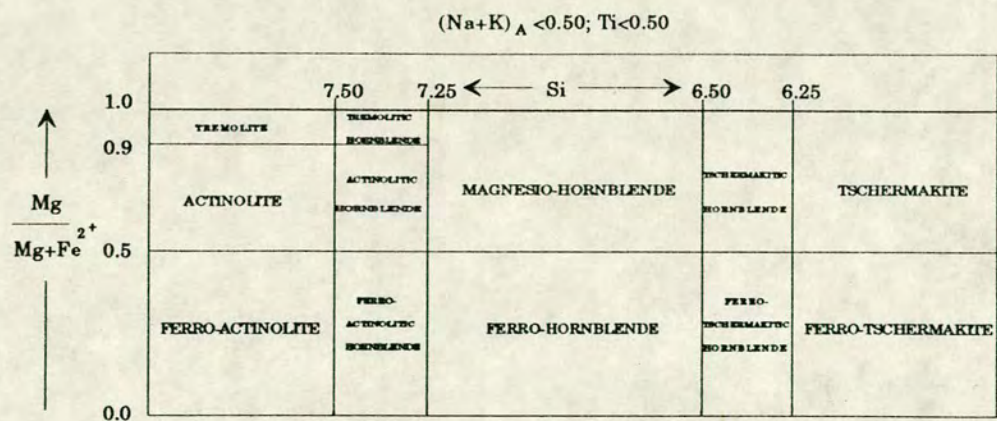 (Na+K) A <0.50; Ti<0.50
7.50 7.25 ← Si → 6.50 6.25
1.0
0.9
0.5
0.0
Mg
Mg+Fe 2+
TREMOLITE
TREMOLITIC
HORNBLENDE
ACTINOLITE
ACTINOLITIC
HORNBLENDE
MAGNESIO-HORNBLENDE
TSCHERMAKITIC
HORNBLENDE
TSCHERMAKITE
FERRO-ACTINOLITE
FERRO-
ACTINOLITIC
HORNBLENDE
FERRO-HORNBLENDE
FERRO-
TSCHERMAKITIC
HORNBLENDE
FERRO-TSCHERMAKITE